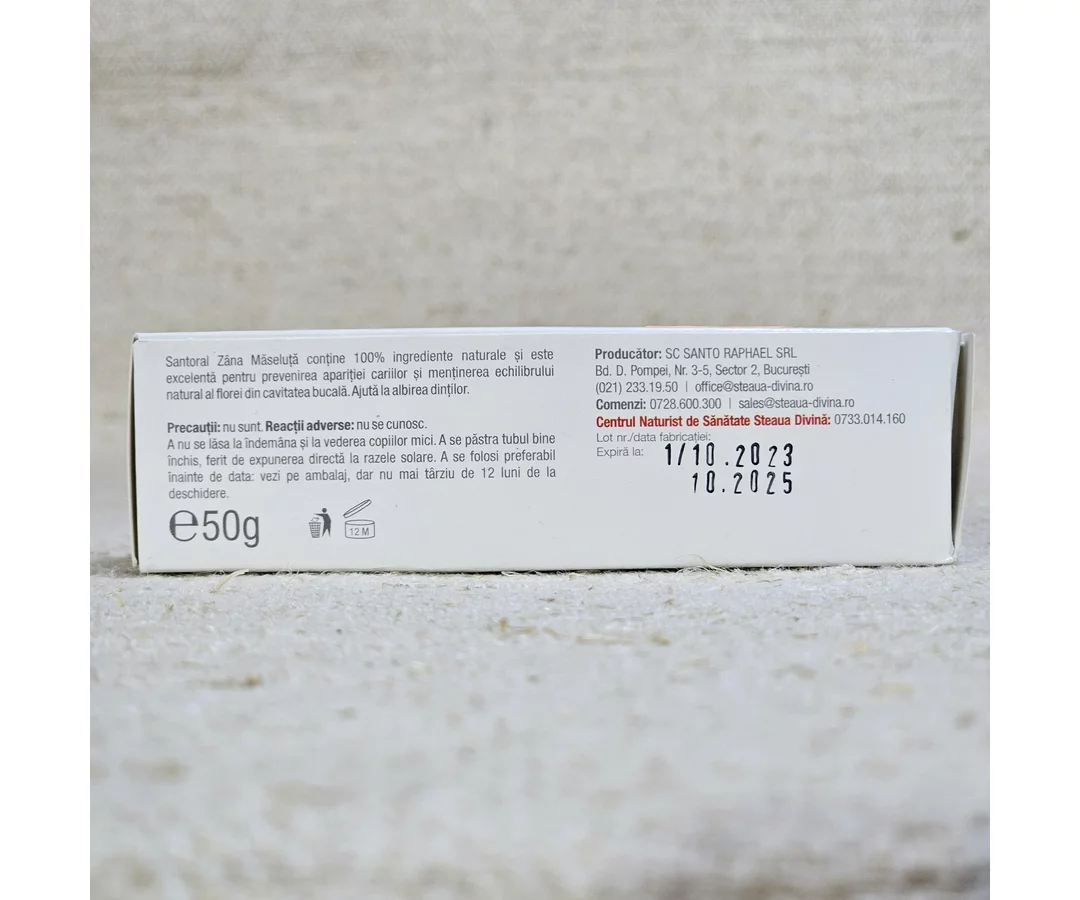 Santoral Zâna Măseluță conține 100% ingrediente naturale și este
excelentă pentru prevenirea apariției cariilor și menținerea echilibrului
natural al florei din cavitatea bucală. Ajută la albirea dinților.
Precauții: nu sunt. Reacții adverse: nu se cunosc.
A nu se lăsa la îndemâna și la vederea copiilor mici. A se păstra tubul bine
închis, ferit de expunerea directă la razele solare. A se folosi preferabil
înainte de data: vezi pe ambalaj, dar nu mai târziu de 12 luni de la
deschidere.
℮50g
12 M
Producător: SC SANTO RAPHAEL SRL
Bd. D. Pompei, Nr. 3-5, Sector 2, București
(021) 233.19.50 | office@steaua-divina.ro
Comenzi: 0728.600.300 | sales@steaua-divina.ro
Centrul Naturist de Sănătate Steaua Divină: 0733.014.160
Lot nr./data fabricației:
Expiră la: 1/10.2023
10.2025